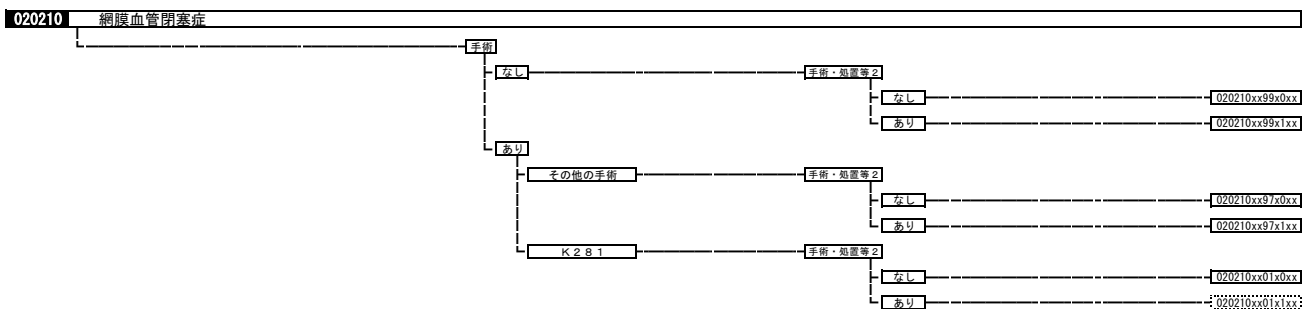 020210 網膜血管閉塞症
手術
なし 手術・処置等2
なし 020210xx99x0xx
あり 020210xx99x1xx
あり
その他の手術 手術・処置等2
なし 020210xx97x0xx
あり 020210xx97x1xx
K281 手術・処置等2
なし 020210xx01x0xx
あり 020210xx01x1xx